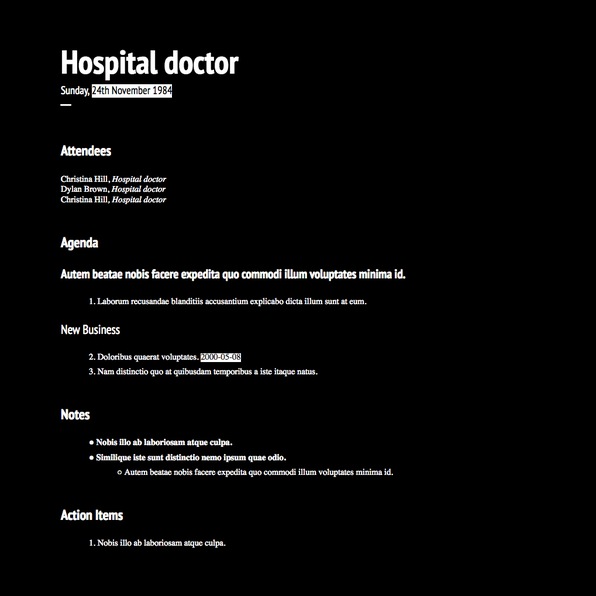 Hospital doctor
Sunday, 24th November 1984
Attendees
Christina Hill, Hospital doctor
Dylan Brown, Hospital doctor
Christina Hill, Hospital doctor
Agenda
Autem beatae nobis facere expedita quo commodi illum voluptates minima id.
1. Laborum recusandae blanditiis accusantium explicabo dicta illum sunt at eum.
New Business
2. Doloribus quaerat voluptates. 2000-05-08
3. Nam distinctio quo at quibusdam temporibus a iste itaque natus.
Notes
● Nobis illo ab laboriosam atque culpa.
● Similique iste sunt distinctio nemo ipsum quae odio.
○ Autem beatae nobis facere expedita quo commodi illum voluptates minima id.
Action Items
1. Nobis illo ab laboriosam atque culpa.